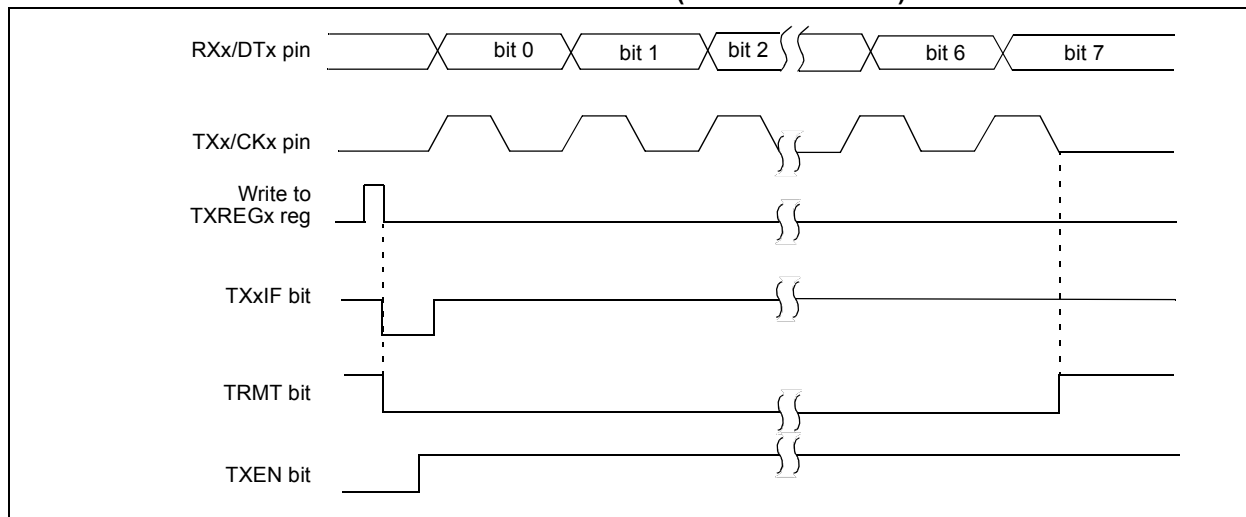 RXx/DTx pin
bit 0
bit 1
bit 2
bit 6
bit 7
TXx/CKx pin
Write to
TXREGx reg
TXxIF bit
TRMT bit
TXEN bit